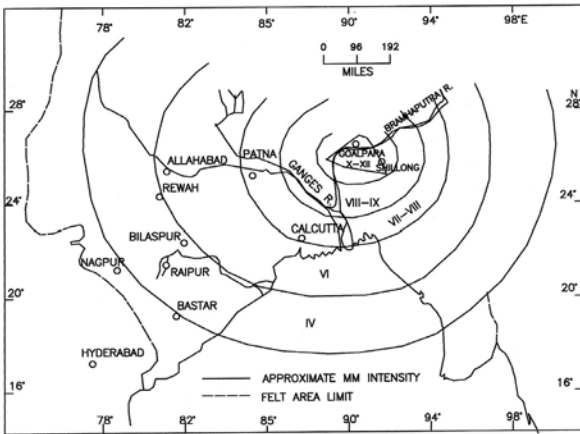 78° 82° 86° 90° 94° 98°E
0 96 192
MILES
28°
N
28°
BRAMHAPUTRA R.
GOALPARA
X-XII
SHILLONG
ALLAHABAD
PATNA
GANGES R.
REWAH
VIII-IX
VII-VIII
24°
24°
CALCUTTA
BILASPUR
NAGPUR
RAIPUR
VI
20°
20°
BASTAR
IV
HYDERABAD
APPROXIMATE MM INTENSITY
FELT AREA LIMIT
16°
16°
78° 82° 85° 90° 94° 98°